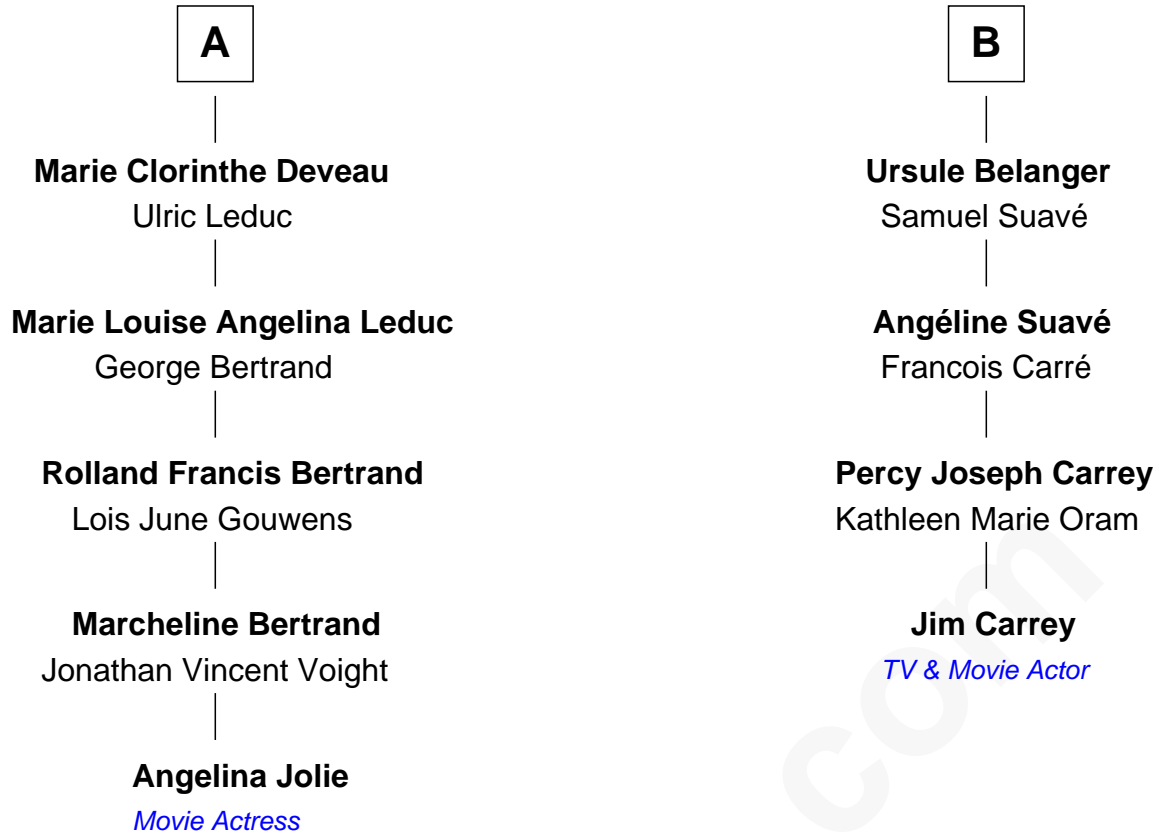 A
Marie Clorinthe Deveau
Ulric Leduc
Marie Louise Angelina Leduc
George Bertrand
Rolland Francis Bertrand
Lois June Gouwens
Marcheline Bertrand
Jonathan Vincent Voight
Angelina Jolie
Movie Actress
B
Ursule Belanger
Samuel Suavé
Angéline Suavé
Francois Carré
Percy Joseph Carrey
Kathleen Marie Oram
Jim Carrey
TV & Movie Actor
com